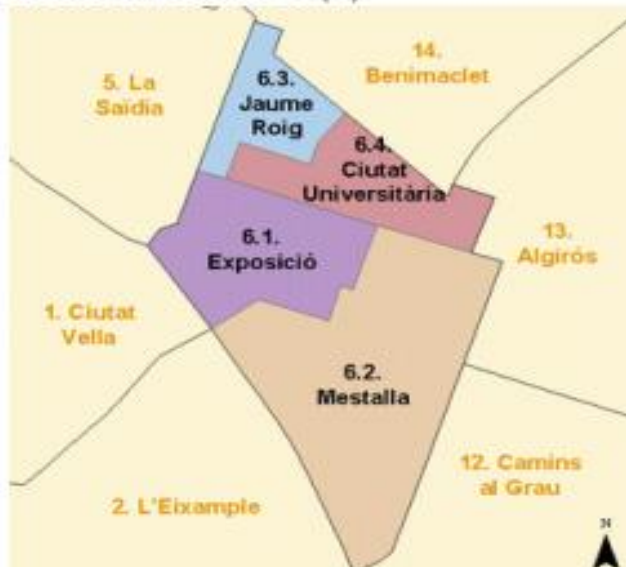 14.
Benimaclet
5. La
Saïdia
6.3.
Jaume
Roig
6.4.
Ciutat
Universitària
6.1.
Exposició
13.
Algirós
1. Ciutat
Vella
6.2.
Mestalla
12. Camins
al Grau
2. L'Eixample
N